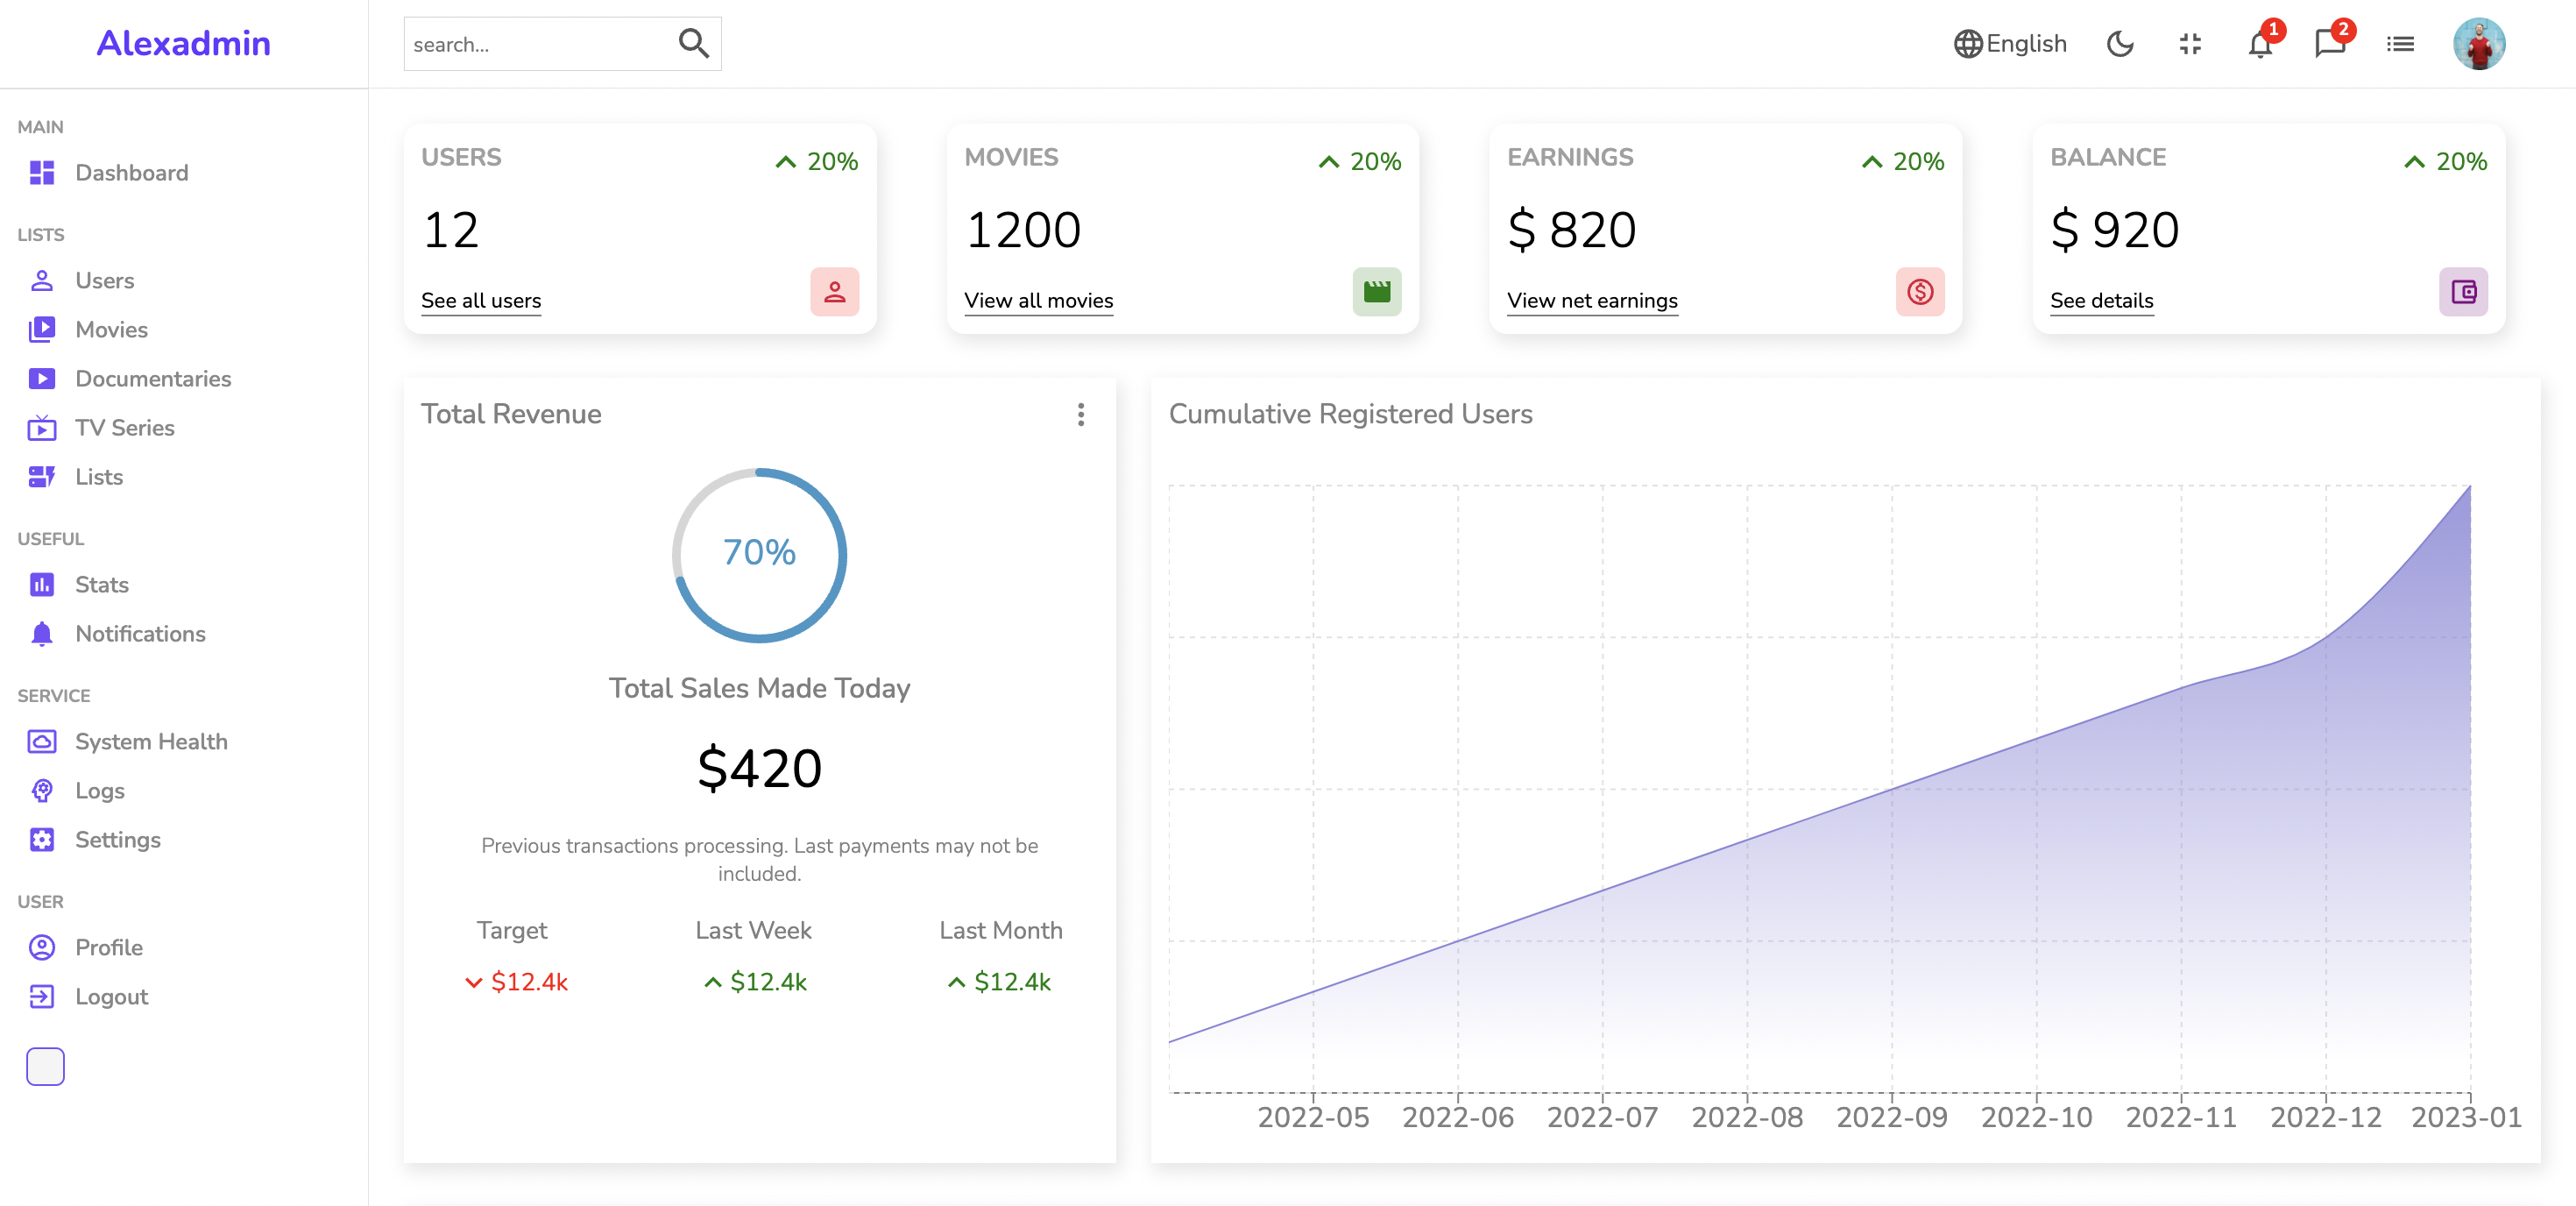 Alexadmin
search...
English
1
2
MAIN
Dashboard
LISTS
Users
Movies
Documentaries
TV Series
Lists
USEFUL
Stats
Notifications
SERVICE
System Health
Logs
Settings
USER
Profile
Logout
USERS
20%
12
See all users
MOVIES
20%
1200
View all movies
EARNINGS
20%
$ 820
View net earnings
BALANCE
20%
$ 920
See details
Total Revenue
70%
Total Sales Made Today
$420
Previous transactions processing. Last payments may not be
included.
Target
$12.4k
Last Week
$12.4k
Last Month
$12.4k
Cumulative Registered Users
2022-05 2022-06 2022-07 2022-08 2022-09 2022-10 2022-11 2022-12 2023-01